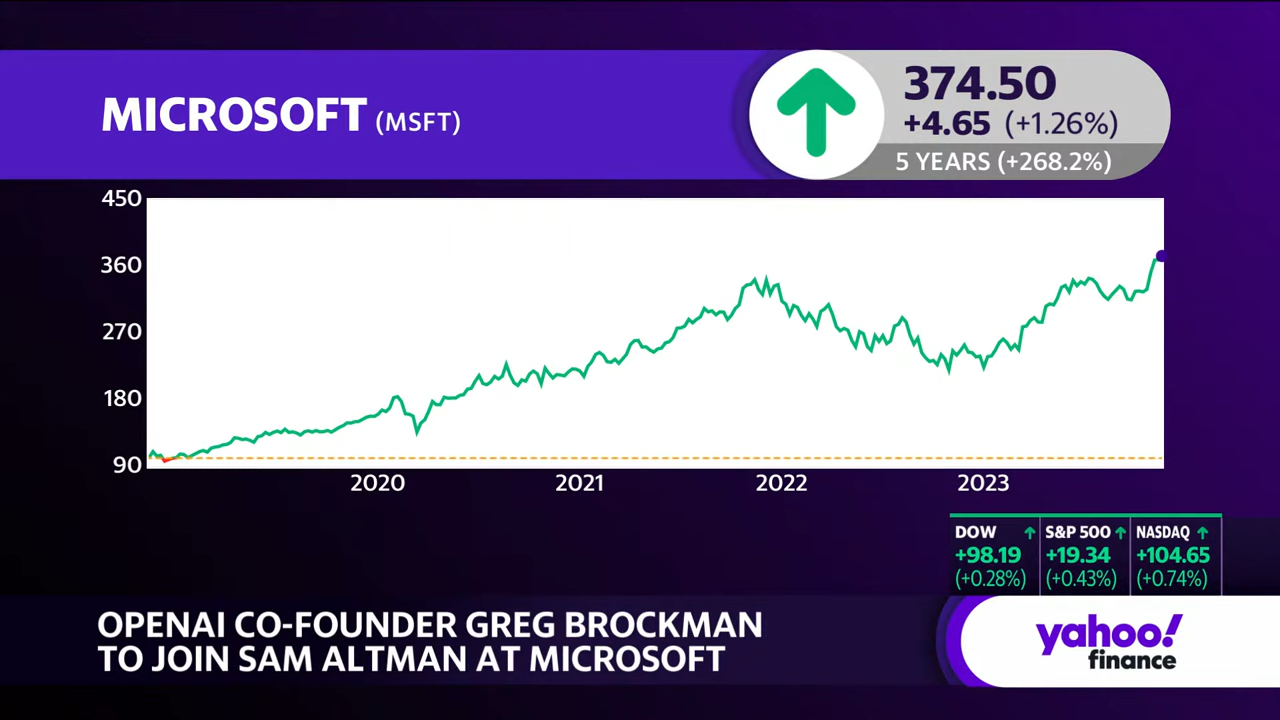 MICROSOFT (MSFT)
374.50
+4.65 (+1.26%)
5 YEARS (+268.2%)
450
360
270
180
90
2020 2021 2022 2023
DOW S&P 500 NASDAQ
+98.19 +19.34 +104.65
(+0.28%) (+0.43%) (+0.74%)
OPENAI CO-FOUNDER GREG BROCKMAN
TO JOIN SAM ALTMAN AT MICROSOFT
yahoo!
finance